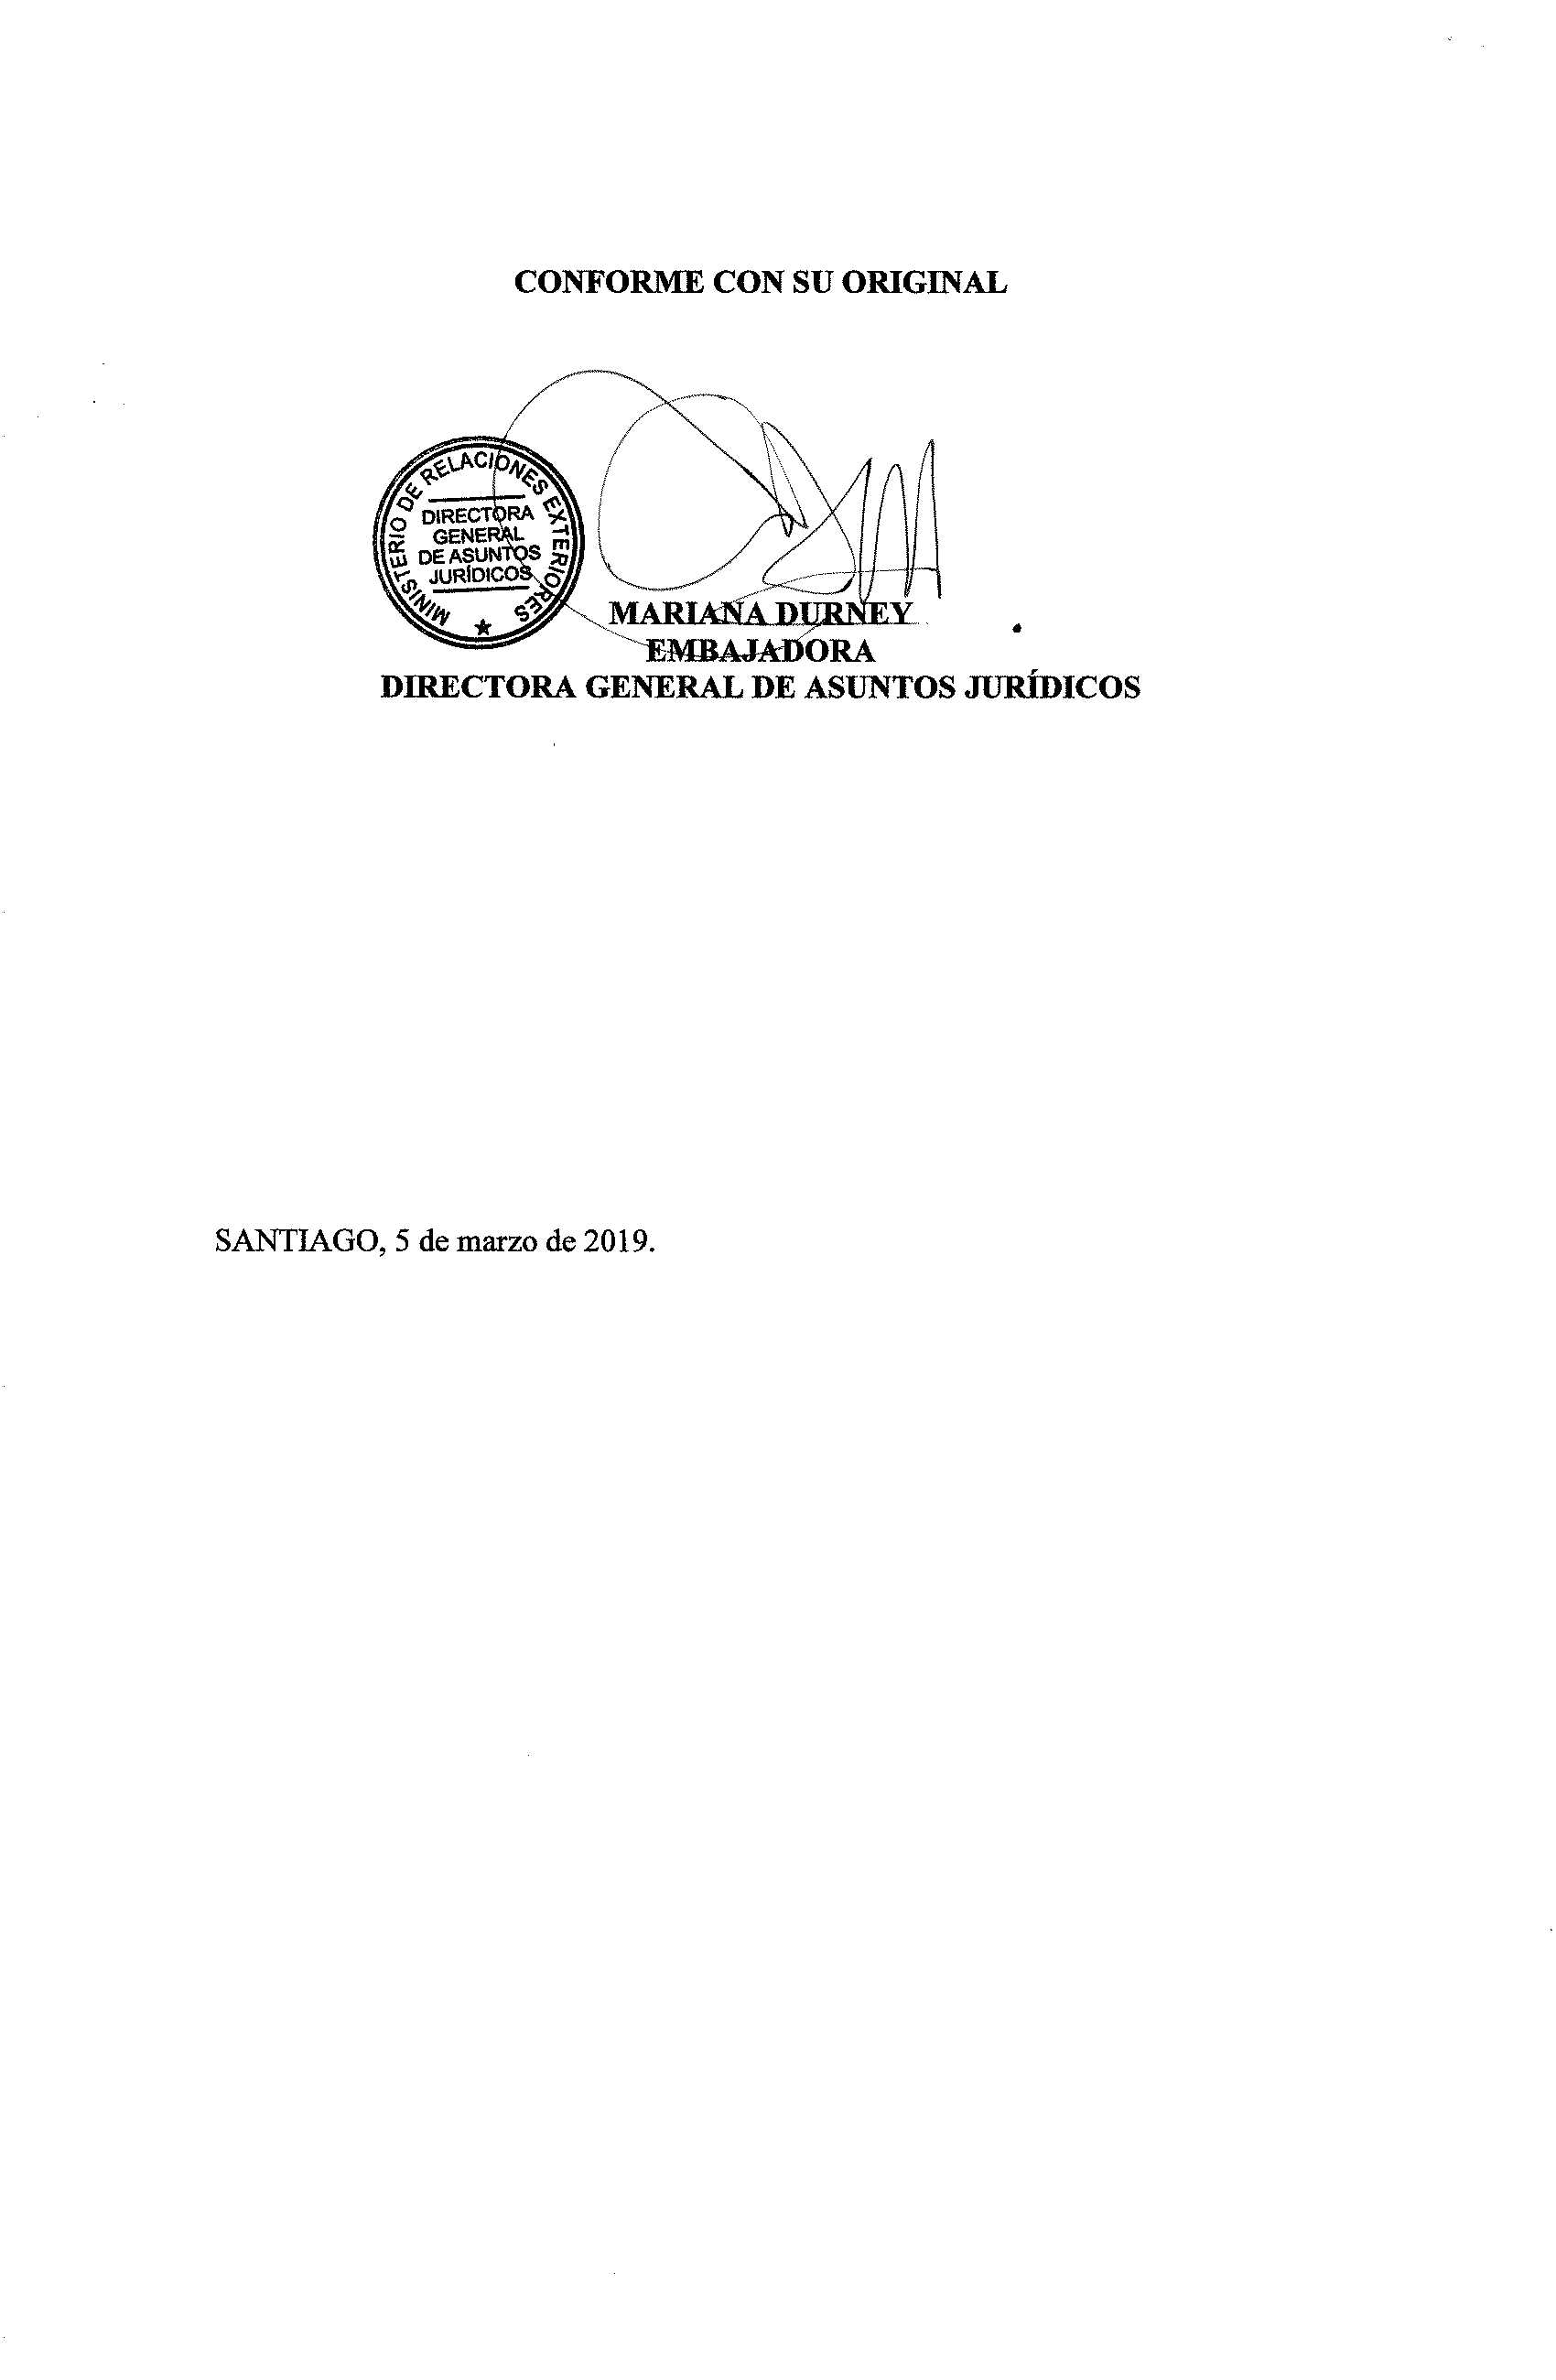 CONFORME CON SU ORIGINAL
MINISTERIO DE RELACIONES EXTERIORES
DIRECTORA
GENERAL
DE ASUNTOS
JURÍDICOS
MARIANA DURNEY
EMBAJADORA
DIRECTORA GENERAL DE ASUNTOS JURÍDICOS
SANTIAGO, 5 de marzo de 2019.